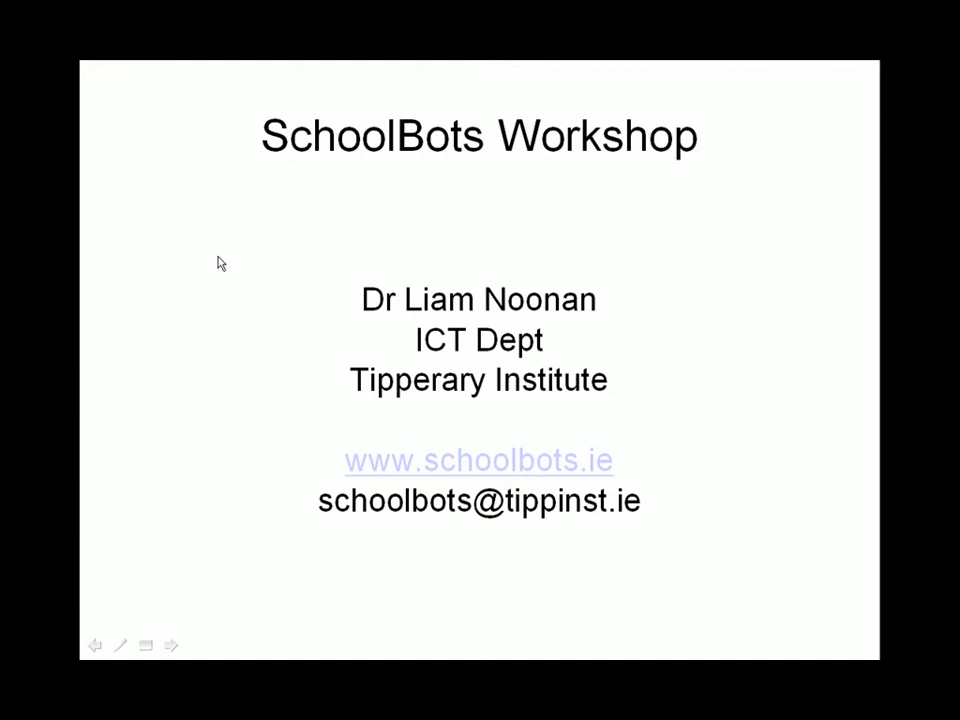 SchoolBots Workshop
Dr Liam Noonan
ICT Dept
Tipperary Institute
www.schoolbots.ie
schoolbots@tippinst.ie